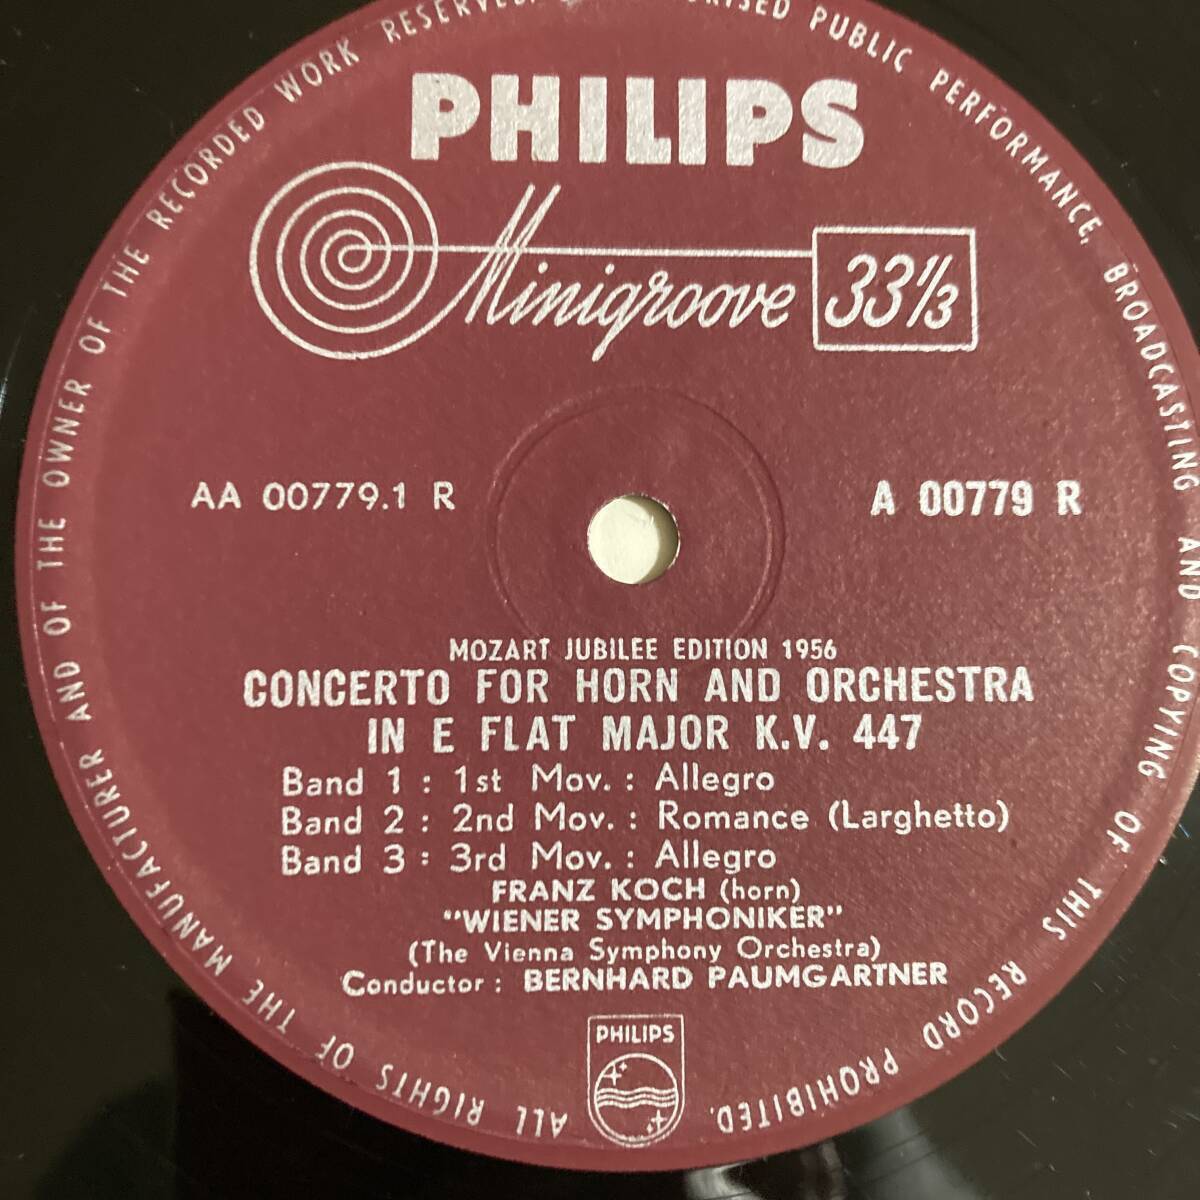 PHILIPS
Minigroove 33 1/3
AA 00779.1 R
A 00779 R
MOZART JUBILEE EDITION 1956
CONCERTO FOR HORN AND ORCHESTRA
IN E FLAT MAJOR K.V. 447
Band 1 : 1st Mov. : Allegro
Band 2 : 2nd Mov. : Romance (Larghetto)
Band 3 : 3rd Mov. : Allegro
FRANZ KOCH (horn)
"WIENER SYMPHONIKER"
(The Vienna Symphony Orchestra)
Conductor : BERNHARD PAUMGARTNER
PHILIPS
ALL RIGHTS OF THE MANUFACTURER AND OF THE OWNER OF THE RECORDED WORK RESERVED. PUBLIC PERFORMANCE, BROADCASTING AND COPYING OF THIS RECORD PROHIBITED.